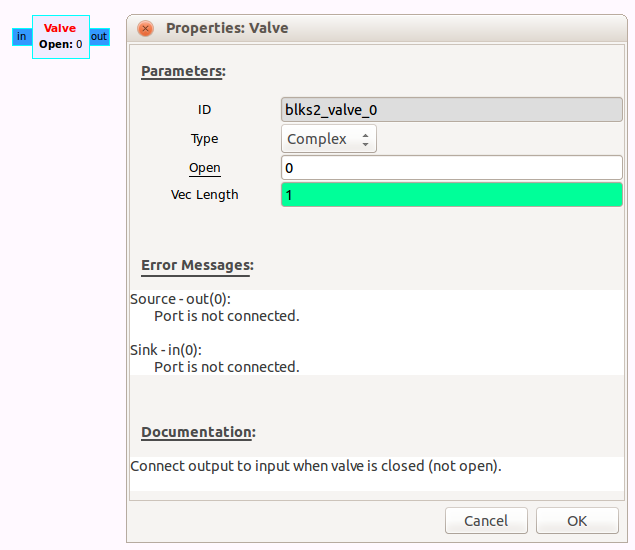 in
Valve
Open: 0
out
Properties: Valve
Parameters:
ID
blks2_valve_0
Type
Complex
Open
0
Vec Length
1
Error Messages:
Source - out(0):
Port is not connected.
Sink - in(0):
Port is not connected.
Documentation:
Connect output to input when valve is closed (not open).
Cancel
OK